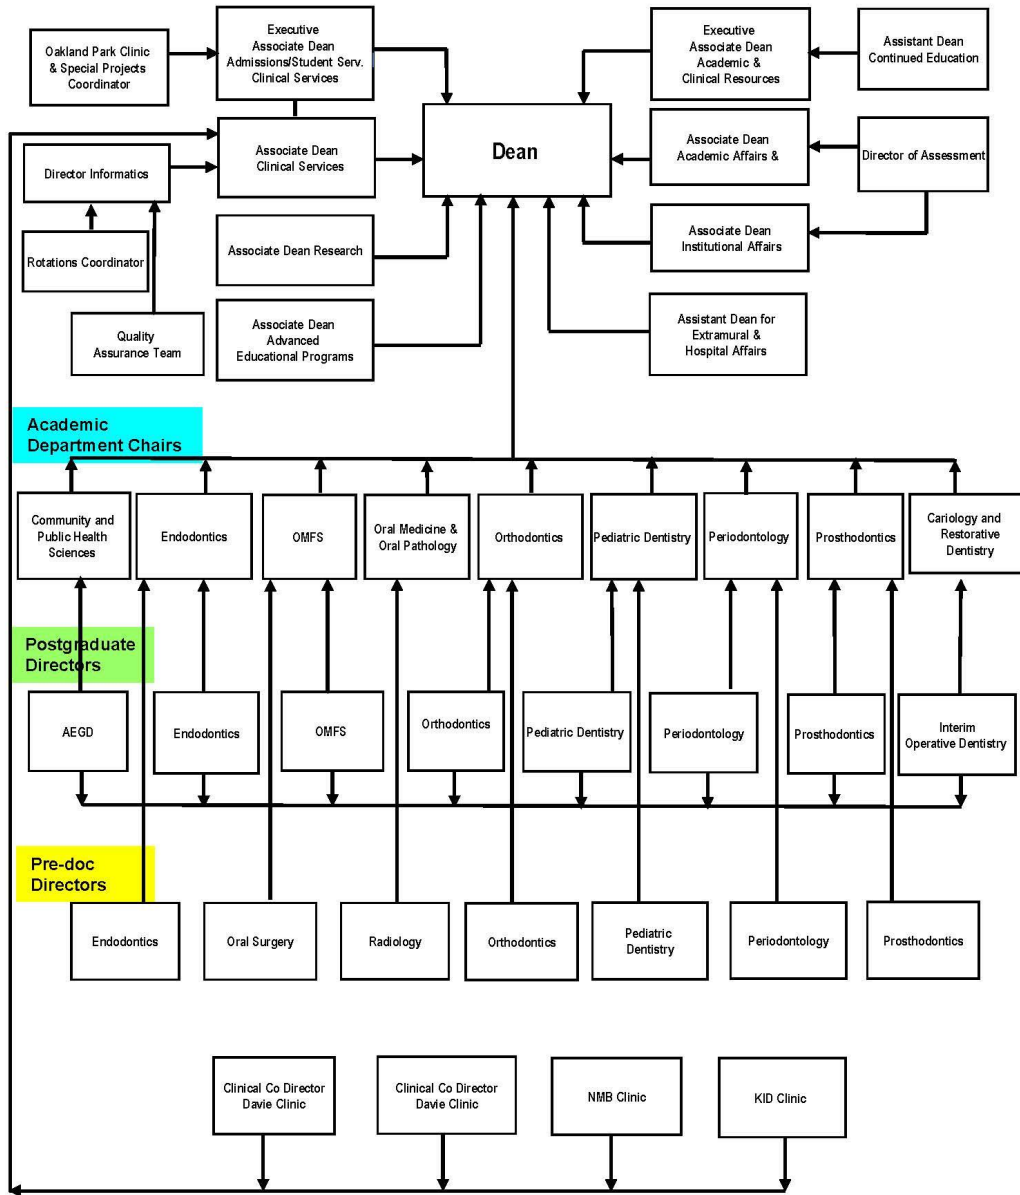 Oakland Park Clinic
& Special Projects
Coordinator
Executive
Associate Dean
Admissions/Student Serv.
Clinical Services
Executive
Associate Dean
Academic &
Clinical Resources
Assistant Dean
Continued Education
Director Informatics
Associate Dean
Clinical Services
Dean
Associate Dean
Academic Affairs &
Director of Assessment
Rotations Coordinator
Associate Dean Research
Associate Dean
Institutional Affairs
Quality
Assurance Team
Associate Dean
Advanced
Educational Programs
Assistant Dean for
Extramural &
Hospital Affairs
Academic
Department Chairs
Community and
Public Health
Sciences
Endodontics
OMFS
Oral Medicine &
Oral Pathology
Orthodontics
Pediatric Dentistry
Periodontology
Prosthodontics
Cariology and
Restorative
Dentistry
Postgraduate
Directors
AEGD
Endodontics
OMFS
Orthodontics
Pediatric Dentistry
Periodontology
Prosthodontics
Interim
Operative Dentistry
Pre-doc
Directors
Endodontics
Oral Surgery
Radiology
Orthodontics
Pediatric
Dentistry
Periodontology
Prosthodontics
Clinical Co Director
Davie Clinic
Clinical Co Director
Davie Clinic
NMB Clinic
KID Clinic